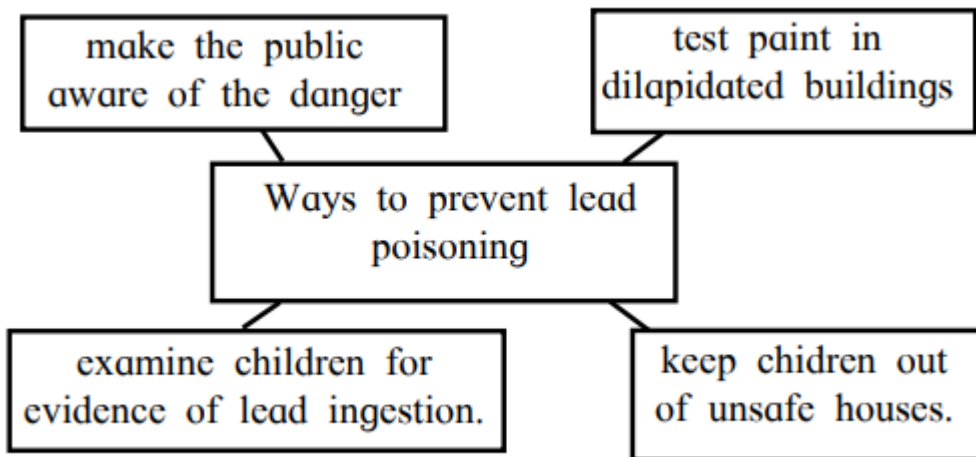 make the public
aware of the danger
test paint in
dilapidated buildings
Ways to prevent lead
poisoning
examine children for
evidence of lead ingestion.
keep chidren out
of unsafe houses.